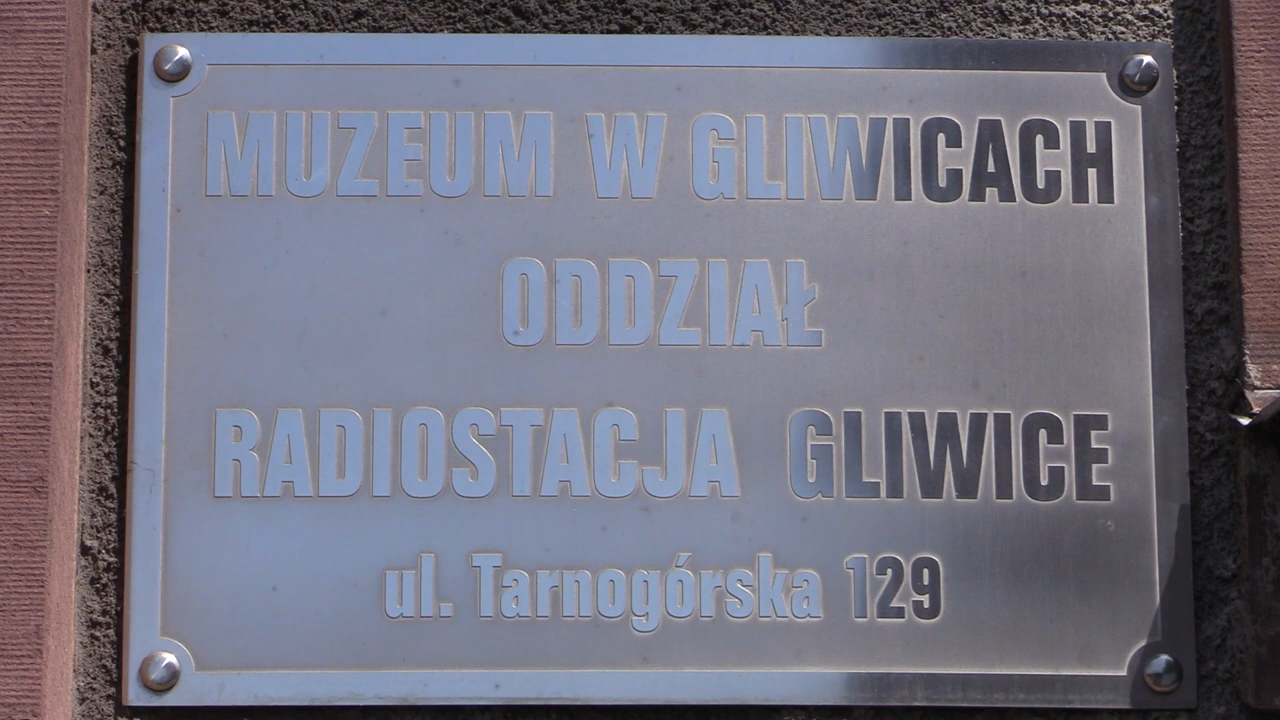 MUZEUM W GLIWICACH
ODDZIAŁ
RADIOSTACJA GLIWICE
ul. Tarnogórska 129